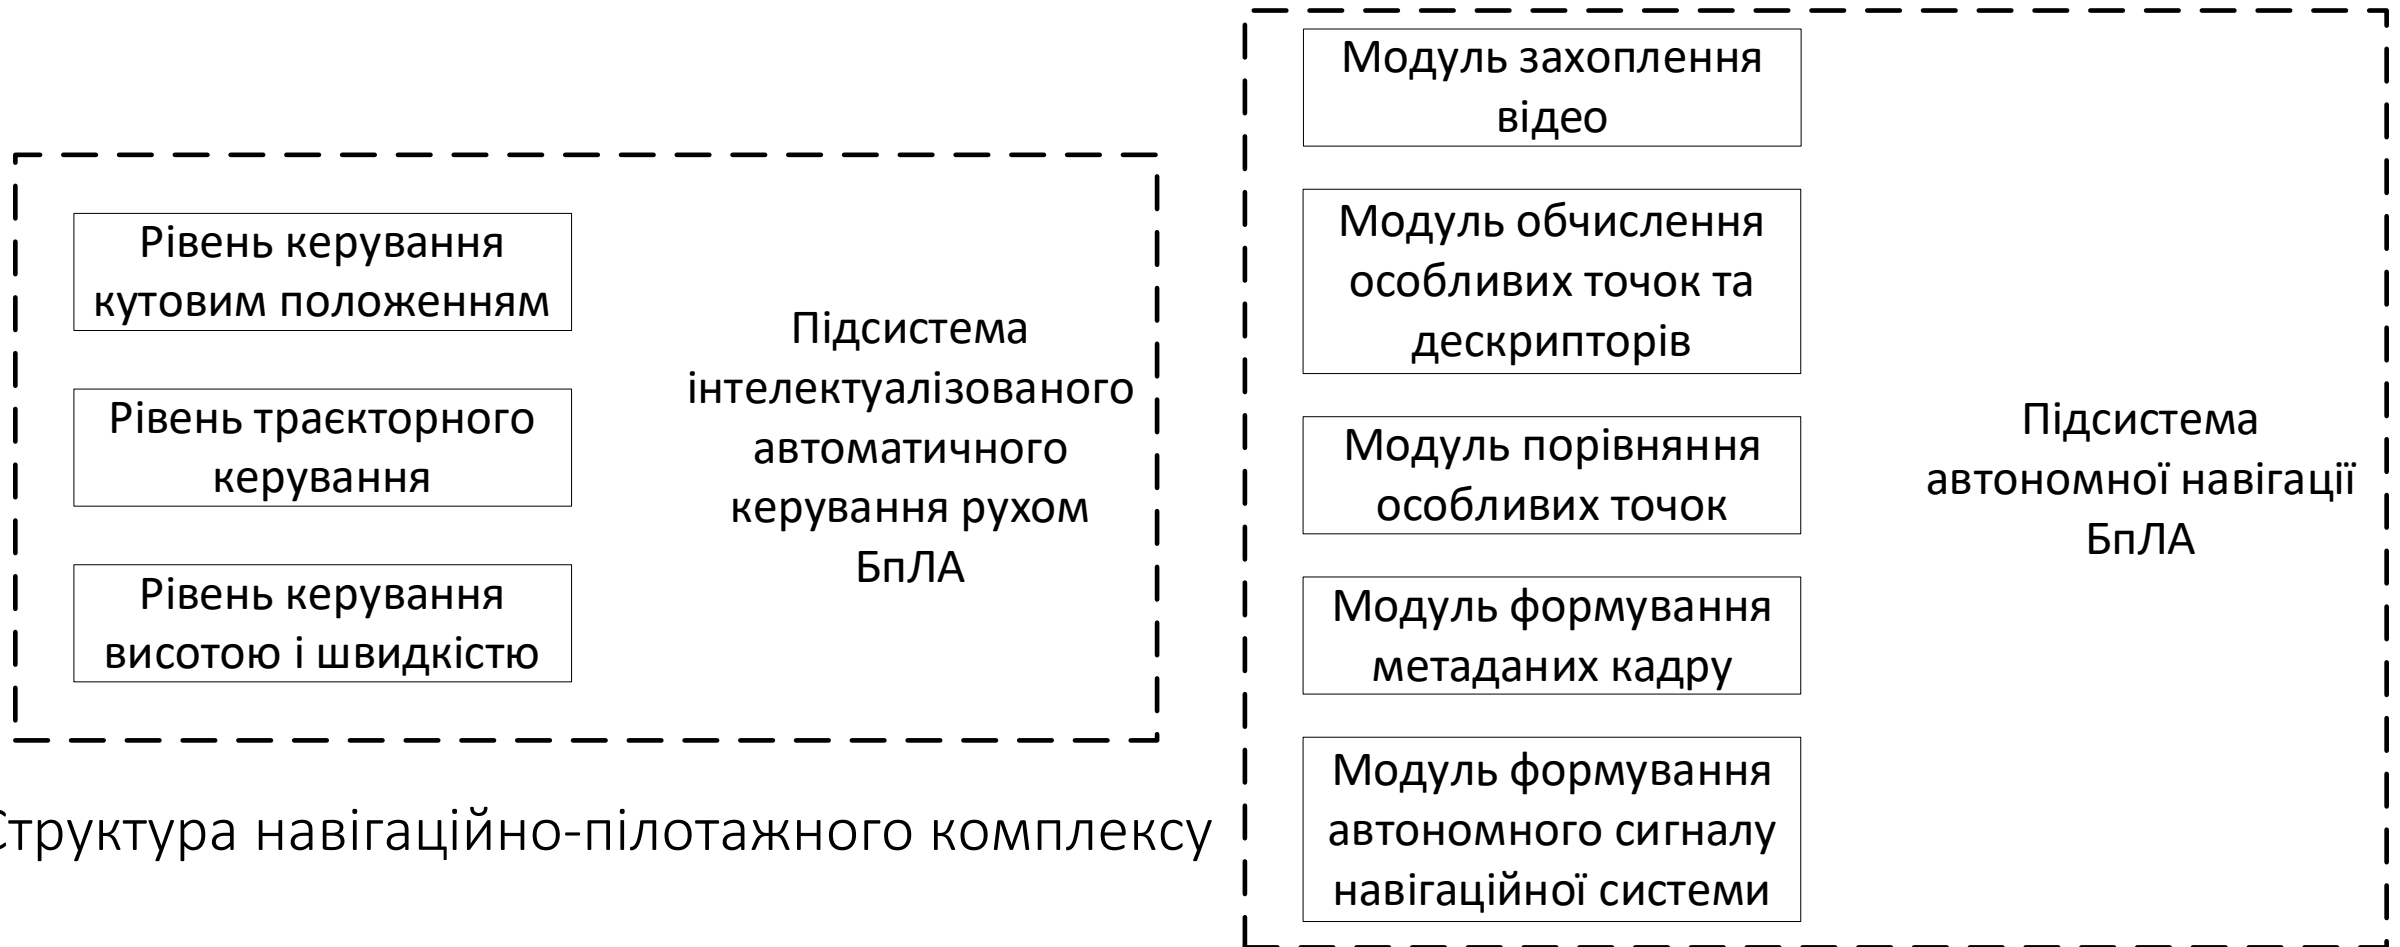 Рівень керування
кутовим положенням
Рівень траєкторного
керування
Рівень керування
висотою і швидкістю
Підсистема
інтелектуалізованого
автоматичного
керування рухом
БпЛА
Структура навігаційно-пілотажного комплексу
Модуль захоплення
відео
Модуль обчислення
особливих точок та
дескрипторів
Модуль порівняння
особливих точок
Модуль формування
метаданих кадру
Модуль формування
автономного сигналу
навігаційної системи
Підсистема
автономної навігації
БпЛА